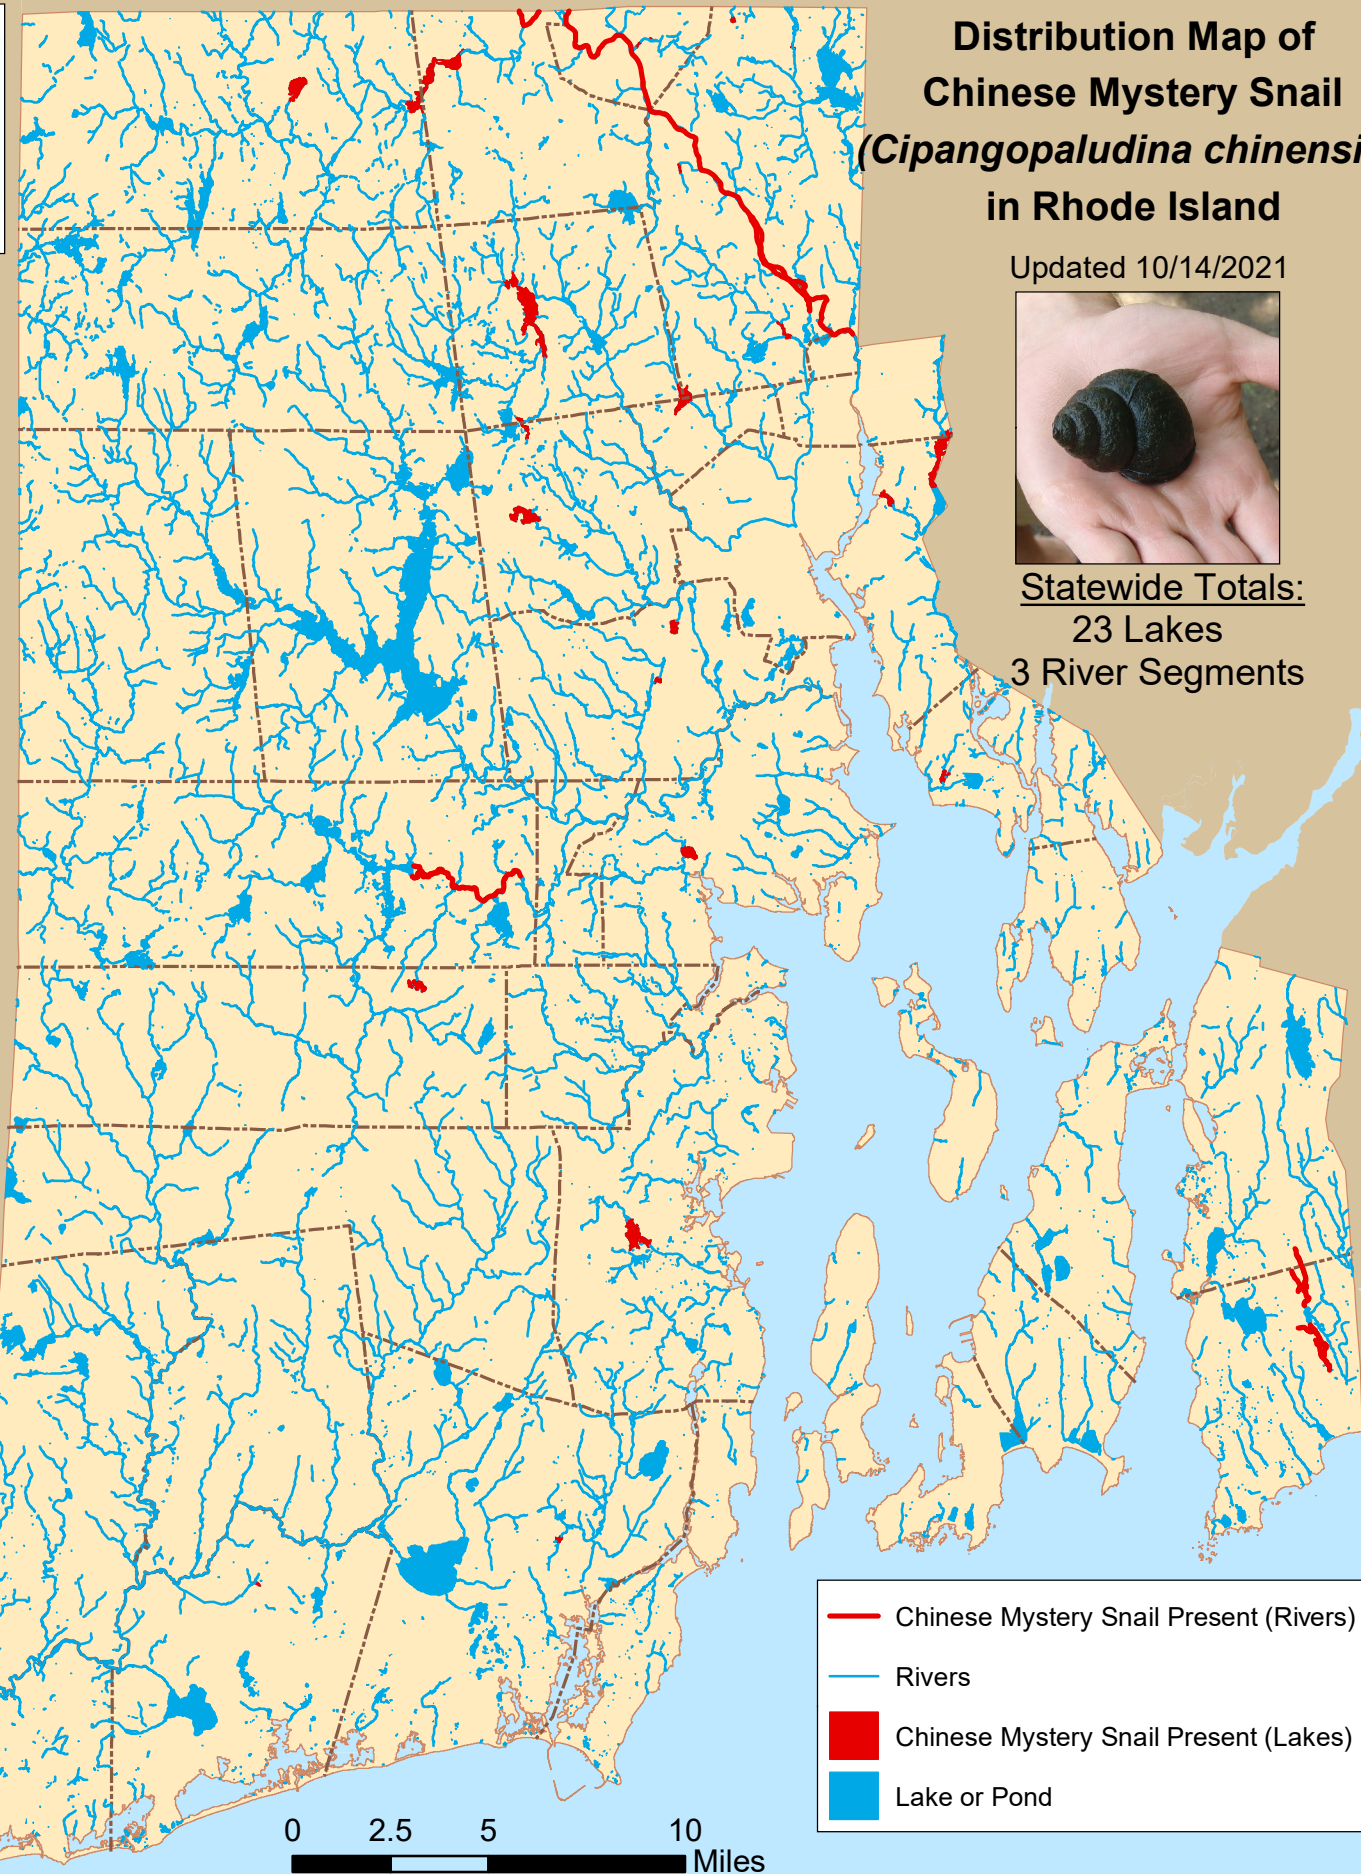 Distribution Map of
Chinese Mystery Snail
(Cipangopaludina chinensi
in Rhode Island
Updated 10/14/2021
Statewide Totals:
23 Lakes
3 River Segments
Chinese Mystery Snail Present (Rivers)
Rivers
Chinese Mystery Snail Present (Lakes)
Lake or Pond
0 2.5 5 10
Miles